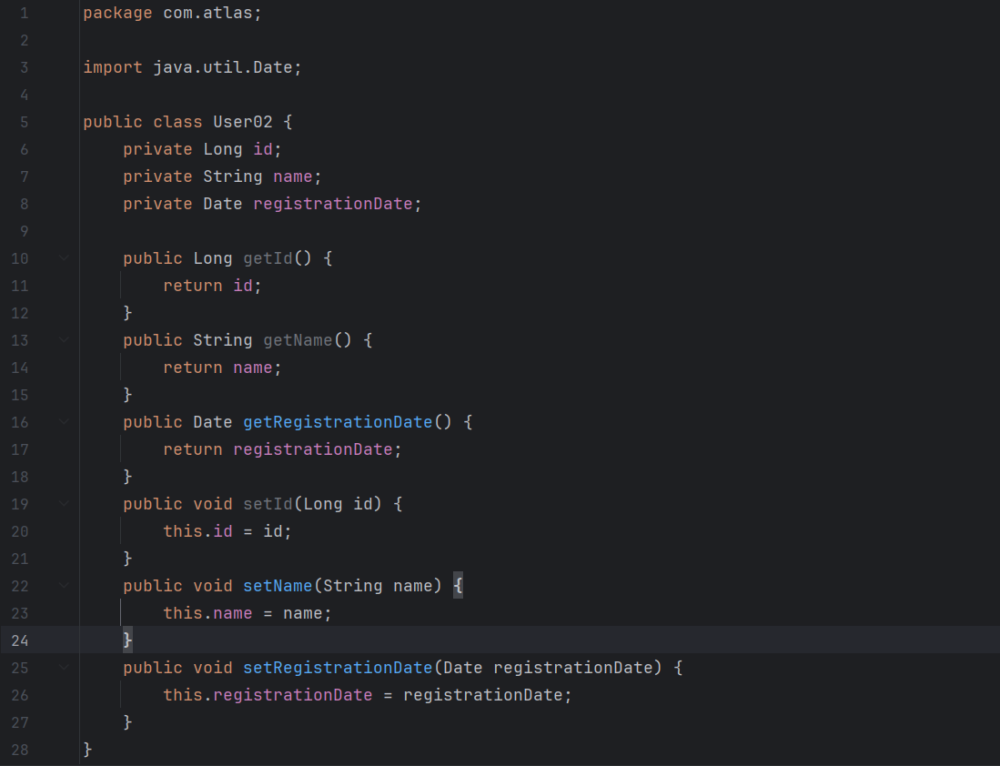 1 package com.atlas;
2
3 import java.util.Date;
4
5 public class User02 {
6     private Long id;
7     private String name;
8     private Date registrationDate;
9
10     public Long getId() {
11         return id;
12     }
13     public String getName() {
14         return name;
15     }
16     public Date getRegistrationDate() {
17         return registrationDate;
18     }
19     public void setId(Long id) {
20         this.id = id;
21     }
22     public void setName(String name) {
23         this.name = name;
24     }
25     public void setRegistrationDate(Date registrationDate) {
26         this.registrationDate = registrationDate;
27     }
28 }